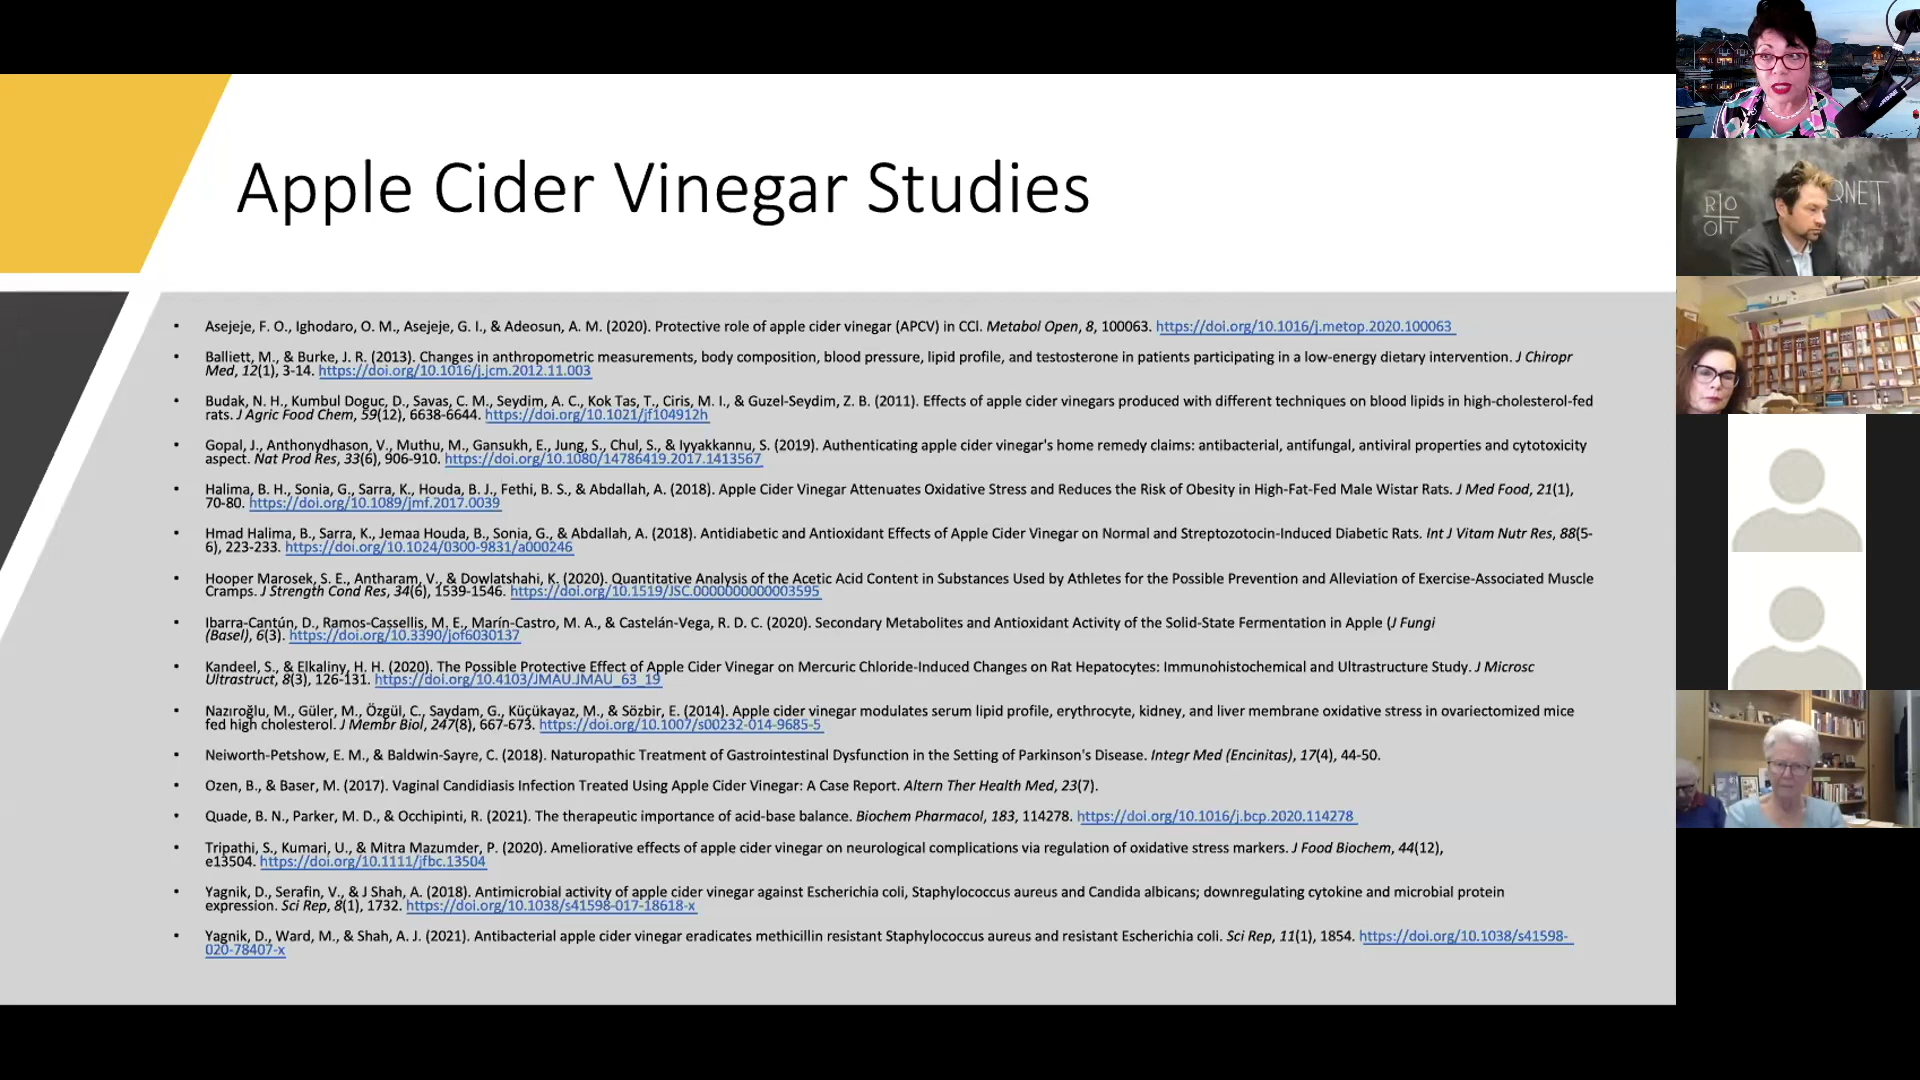 Apple Cider Vinegar Studies
• Asejeje, F. O., Ighodaro, O. M., Asejeje, G. I., & Adeosun, A. M. (2020). Protective role of apple cider vinegar (APCV) in CCl. Metabol Open, 8, 100063. https://doi.org/10.1016/j.metop.2020.100063
• Balliett, M., & Burke, J. R. (2013). Changes in anthropometric measurements, body composition, blood pressure, lipid profile, and testosterone in patients participating in a low-energy dietary intervention. J Chiropr
Med, 12(1), 3-14. https://doi.org/10.1016/j.jcm.2012.11.003
• Budak, N. H., Kumbul Doguc, D., Savas, C. M., Seydim, A. C., Kok Tas, T., Ciris, M. I., & Guzel-Seydim, Z. B. (2011). Effects of apple cider vinegars produced with different techniques on blood lipids in high-cholesterol-fed
rats. J Agric Food Chem, 59(12), 6638-6644. https://doi.org/10.1021/jf104912h
• Gopal, J., Anthonydhason, V., Muthu, M., Gansukh, E., Jung, S., Chul, S., & Iyyakkannu, S. (2019). Authenticating apple cider vinegar's home remedy claims: antibacterial, antifungal, antiviral properties and cytotoxicity
aspect. Nat Prod Res, 33(6), 906-910. https://doi.org/10.1080/14786419.2017.1413567
• Halima, B. H., Sonia, G., Sarra, K., Houda, B. J., Fethi, B. S., & Abdallah, A. (2018). Apple Cider Vinegar Attenuates Oxidative Stress and Reduces the Risk of Obesity in High-Fat-Fed Male Wistar Rats. J Med Food, 21(1),
70-80. https://doi.org/10.1089/jmf.2017.0039
• Hmad Halima, B., Sarra, K., Jemaa Houda, B., Sonia, G., & Abdallah, A. (2018). Antidiabetic and Antioxidant Effects of Apple Cider Vinegar on Normal and Streptozotocin-Induced Diabetic Rats. Int J Vitam Nutr Res, 88(5-
6), 223-233. https://doi.org/10.1024/0300-9831/a000246
• Hooper Marosek, S. E., Antharam, V., & Dowlatshahi, K. (2020). Quantitative Analysis of the Acetic Acid Content in Substances Used by Athletes for the Possible Prevention and Alleviation of Exercise-Associated Muscle
Cramps. J Strength Cond Res, 34(6), 1539-1546. https://doi.org/10.1519/JSC.0000000000003595
• Ibarra-Cantún, D., Ramos-Cassellis, M. E., Marín-Castro, M. A., & Castelán-Vega, R. D. C. (2020). Secondary Metabolites and Antioxidant Activity of the Solid-State Fermentation in Apple (J Fungi
(Basel), 6(3). https://doi.org/10.3390/jof6030137
• Kandeel, S., & Elkaliny, H. H. (2020). The Possible Protective Effect of Apple Cider Vinegar on Mercuric Chloride-Induced Changes on Rat Hepatocytes: Immunohistochemical and Ultrastructure Study. J Microsc
Ultrastruct, 8(3), 126-131. https://doi.org/10.4103/JMAU.JMAU_63_19
• Nazıroğlu, M., Güler, M., Özgül, C., Saydam, G., Küçükayaz, M., & Sözbir, E. (2014). Apple cider vinegar modulates serum lipid profile, erythrocyte, kidney, and liver membrane oxidative stress in ovariectomized mice
fed high cholesterol. J Membr Biol, 247(8), 667-673. https://doi.org/10.1007/s00232-014-9685-5
• Neiworth-Petshow, E. M., & Baldwin-Sayre, C. (2018). Naturopathic Treatment of Gastrointestinal Dysfunction in the Setting of Parkinson's Disease. Integr Med (Encinitas), 17(4), 44-50.
• Ozen, B., & Baser, M. (2017). Vaginal Candidiasis Infection Treated Using Apple Cider Vinegar: A Case Report. Altern Ther Health Med, 23(7).
• Quade, B. N., Parker, M. D., & Occhipinti, R. (2021). The therapeutic importance of acid-base balance. Biochem Pharmacol, 183, 114278. https://doi.org/10.1016/j.bcp.2020.114278
• Tripathi, S., Kumari, U., & Mitra Mazumder, P. (2020). Ameliorative effects of apple cider vinegar on neurological complications via regulation of oxidative stress markers. J Food Biochem, 44(12),
e13504. https://doi.org/10.1111/jfbc.13504
• Yagnik, D., Serafin, V., & J Shah, A. (2018). Antimicrobial activity of apple cider vinegar against Escherichia coli, Staphylococcus aureus and Candida albicans; downregulating cytokine and microbial protein
expression. Sci Rep, 8(1), 1732. https://doi.org/10.1038/s41598-017-18618-x
• Yagnik, D., Ward, M., & Shah, A. J. (2021). Antibacterial apple cider vinegar eradicates methicillin resistant Staphylococcus aureus and resistant Escherichia coli. Sci Rep, 11(1), 1854. https://doi.org/10.1038/s41598-
020-78407-x
RO
OT
QNET